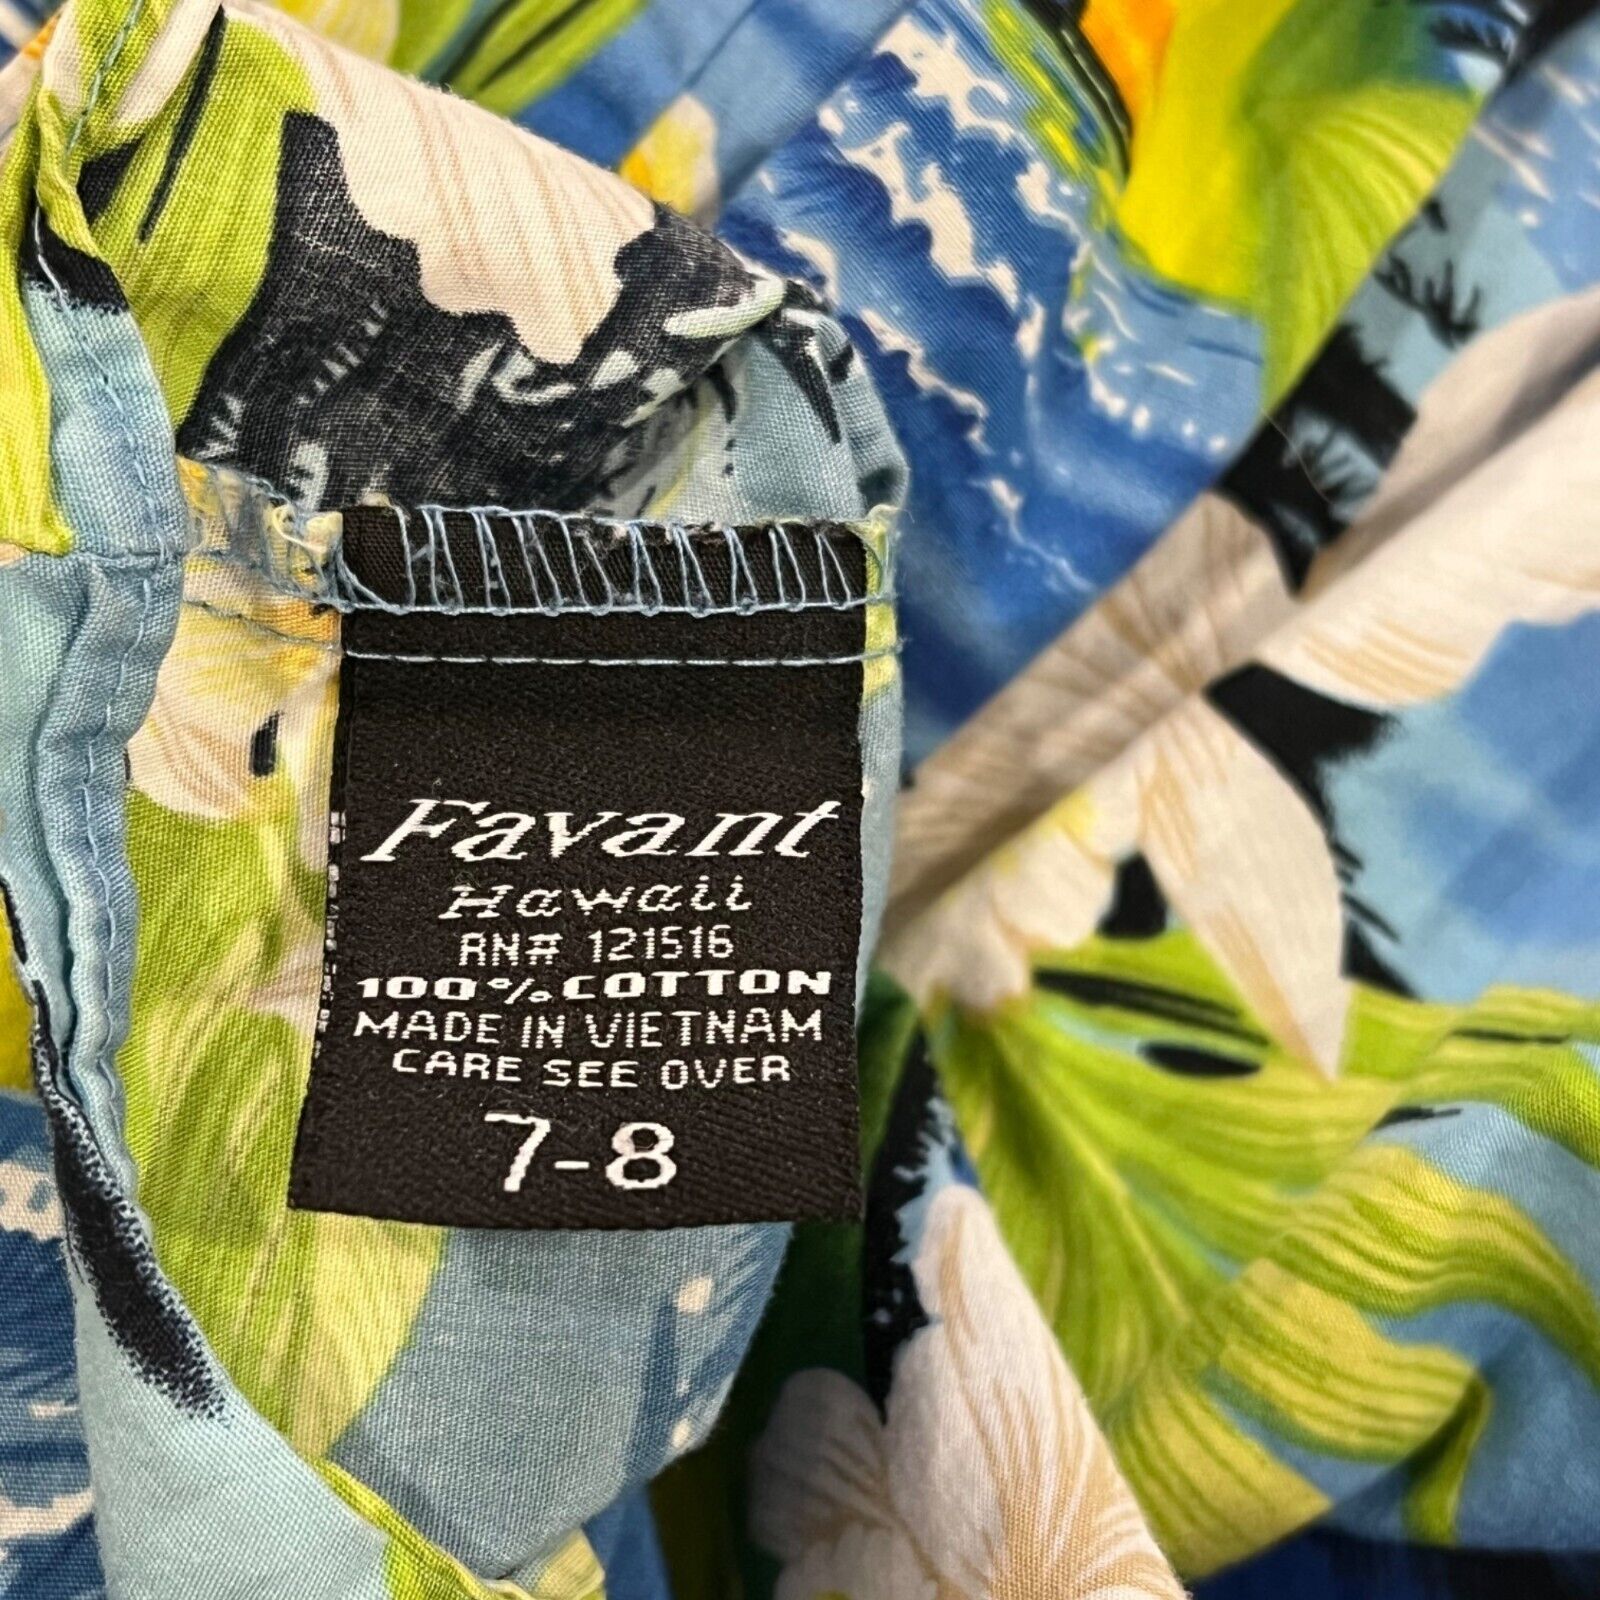 Favant
Hawaii
RN# 121516
100% COTTON
MADE IN VIETNAM
CARE SEE OVER
7-8